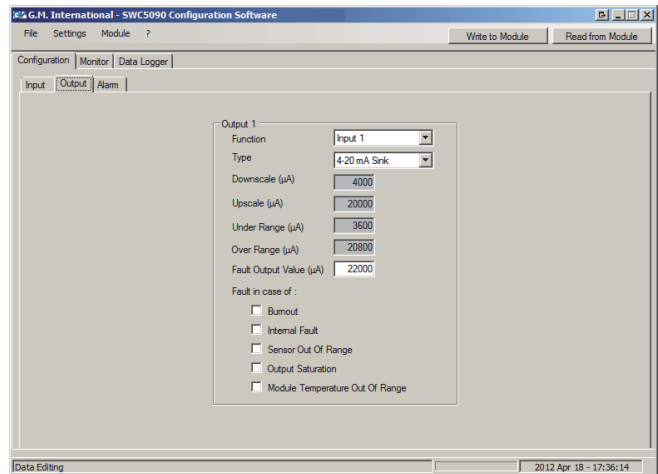 G.M. International - SWC5090 Configuration Software
File Settings Module ? Write to Module Read from Module
Configuration Monitor Data Logger
Input Output Alarm
Output 1
Function Input 1
Type 4-20 mA Sink
Downscale (µA) 4000
Upscale (µA) 20000
Under Range (µA) 3600
Over Range (µA) 20800
Fault Output Value (µA) 22000
Fault in case of :
Burnout
Internal Fault
Sensor Out Of Range
Output Saturation
Module Temperature Out Of Range
Data Editing 2012 Apr 18 - 17:36:14